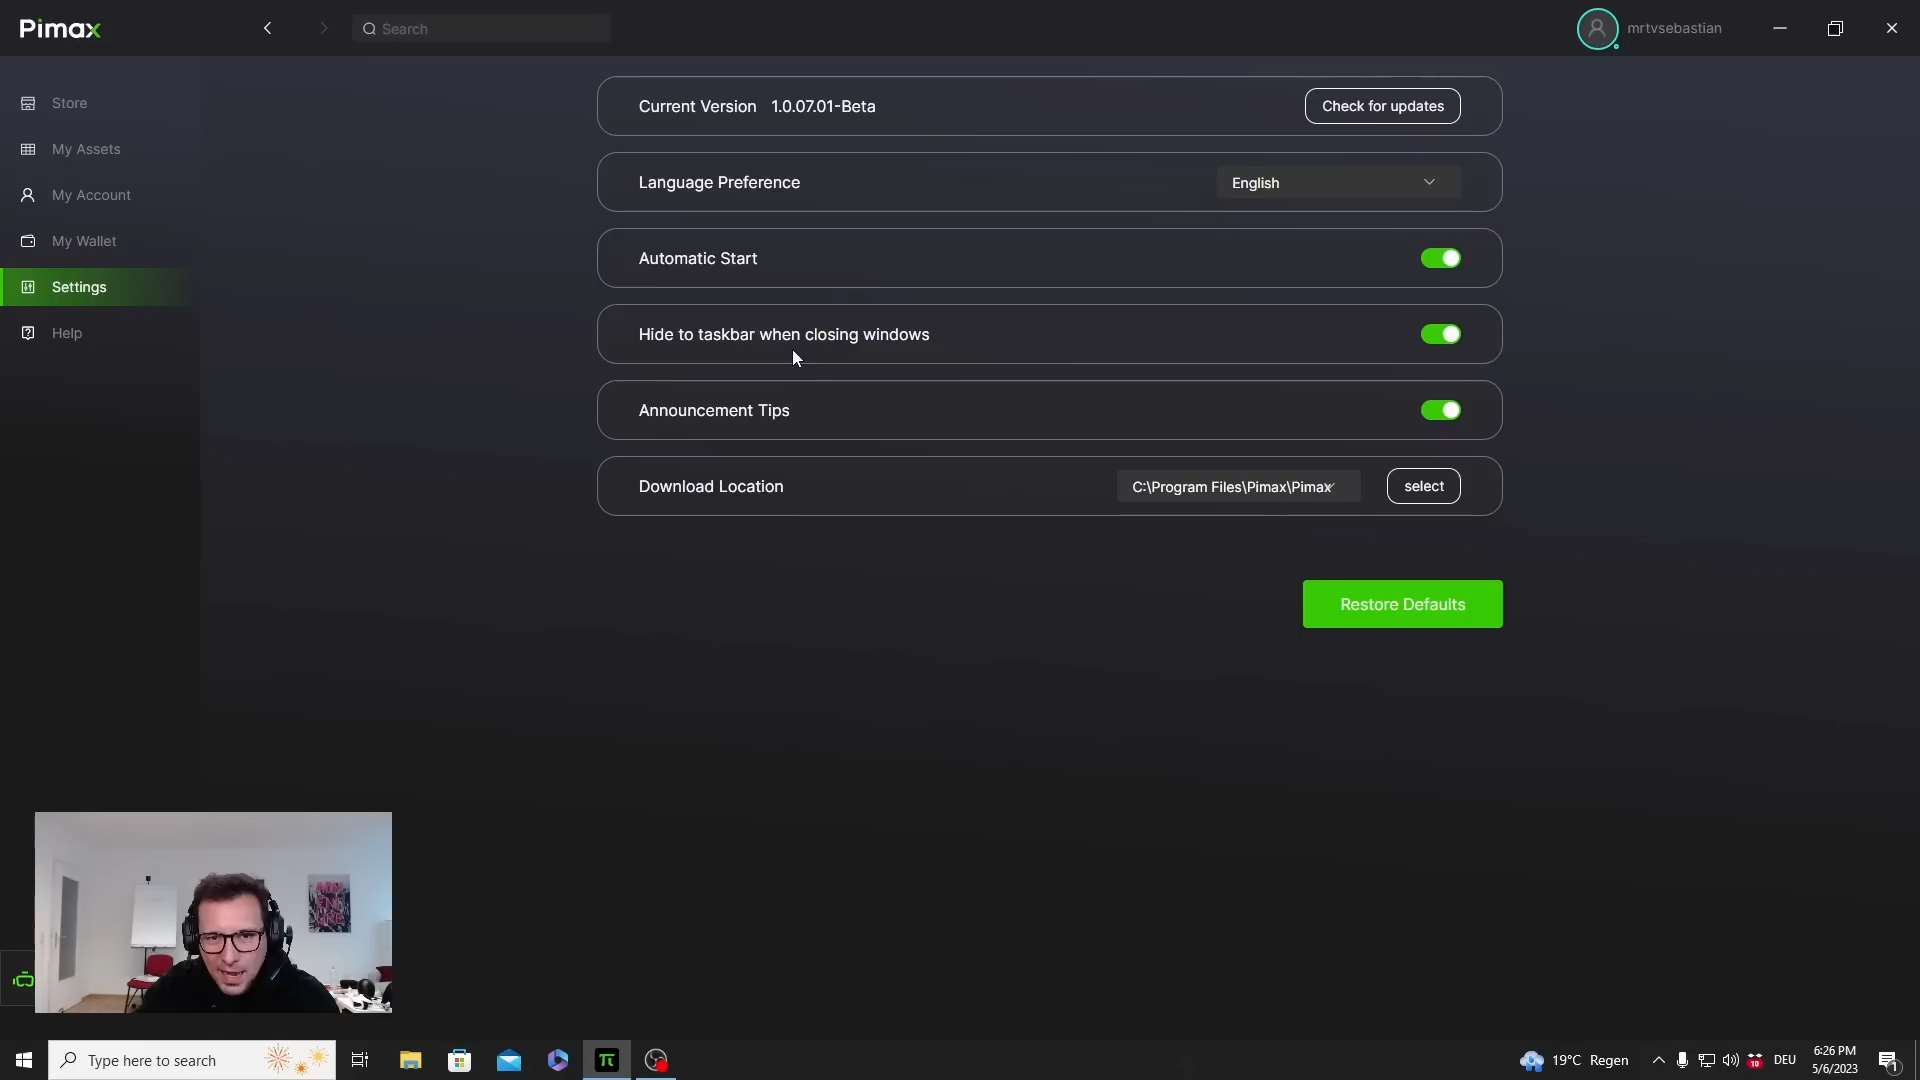 Pimax
Search
mrtvsebastian
Store
My Assets
My Account
My Wallet
Settings
Help
Current Version 1.0.07.01-Beta
Check for updates
Language Preference
English
Automatic Start
Hide to taskbar when closing windows
Announcement Tips
Download Location
C:\Program Files\Pimax\Pimax
select
Restore Defaults
Type here to search
19°C Regen
10
DEU
6:26 PM
5/6/2023
1